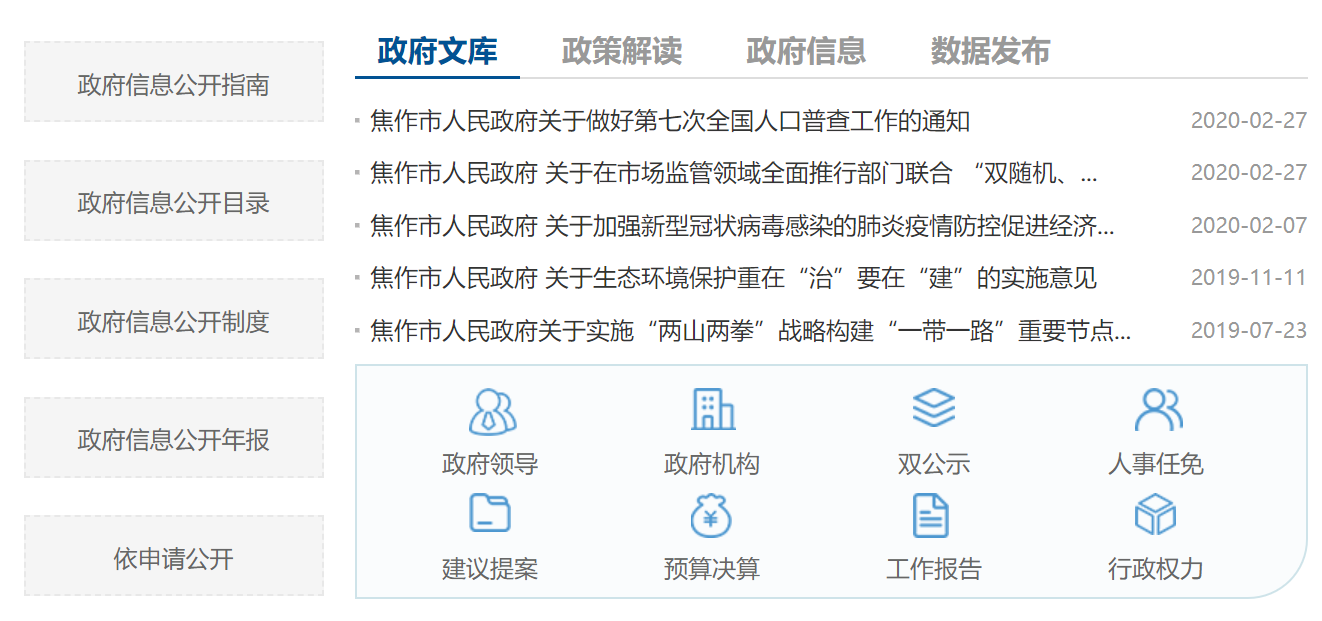 政府信息公开指南
政府信息公开目录
政府信息公开制度
政府信息公开年报
依申请公开
政府文库 政策解读 政府信息 数据发布
焦作市人民政府关于做好第七次全国人口普查工作的通知 2020-02-27
焦作市人民政府 关于在市场监管领域全面推行部门联合 “双随机、... 2020-02-27
焦作市人民政府 关于加强新型冠状病毒感染的肺炎疫情防控促进经济... 2020-02-07
焦作市人民政府 关于生态环境保护重在“治”要在“建”的实施意见 2019-11-11
焦作市人民政府关于实施“两山两拳”战略构建“一带一路”重要节点... 2019-07-23
政府领导 政府机构 双公示 人事任免
建议提案 预算决算 工作报告 行政权力